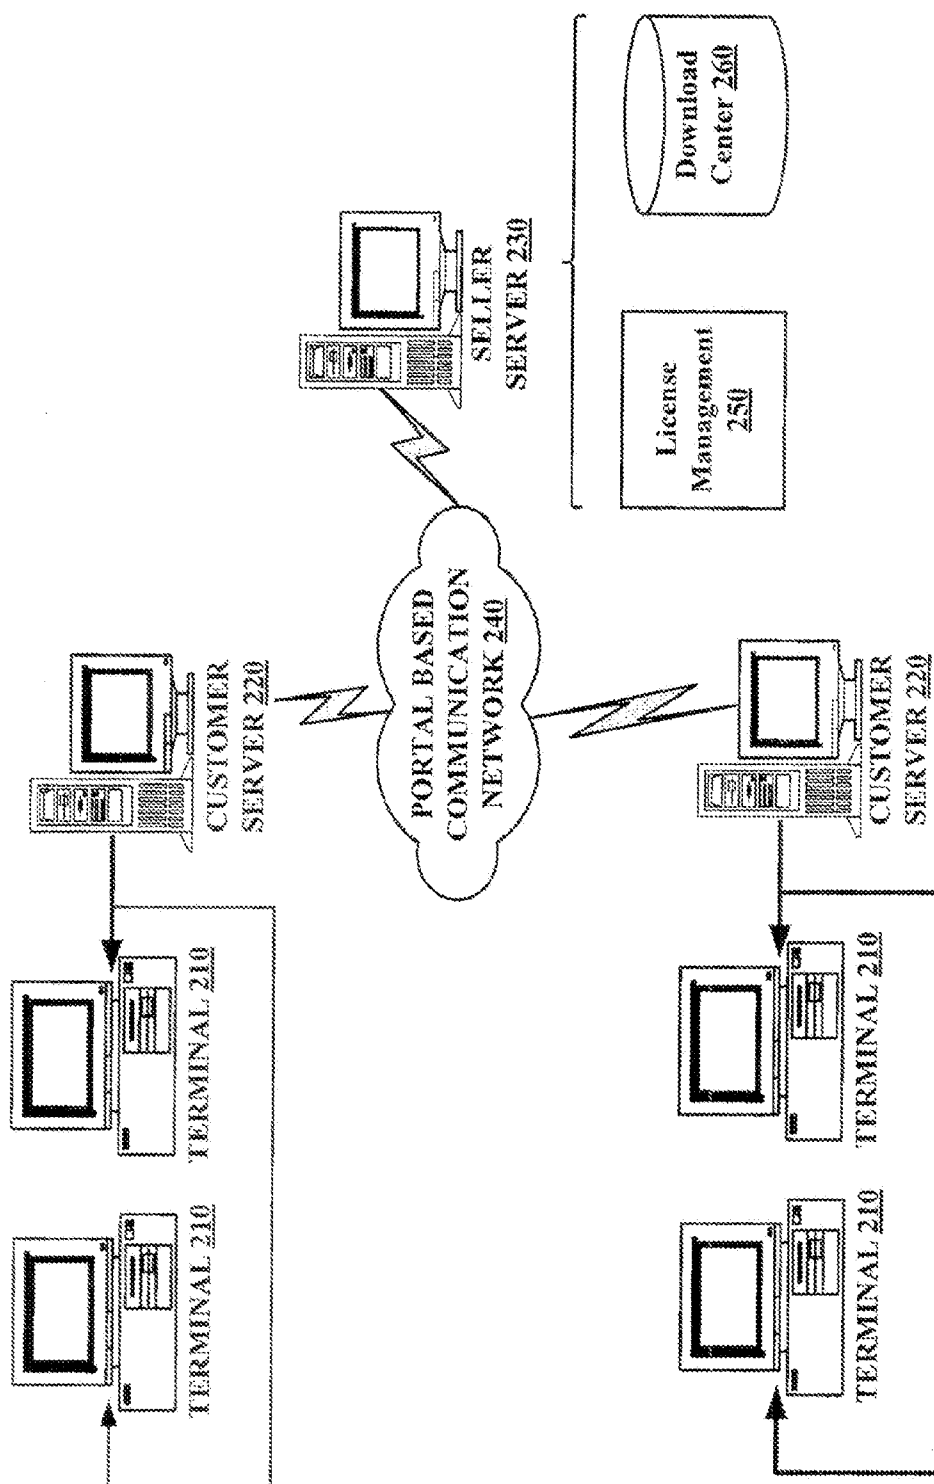 TERMINAL 210
TERMINAL 210
CUSTOMER
SERVER 220
PORTAL BASED
COMMUNICATION
NETWORK 240
SELLER
SERVER 230
License
Management
250
Download
Center 260
TERMINAL 210
TERMINAL 210
CUSTOMER
SERVER 220